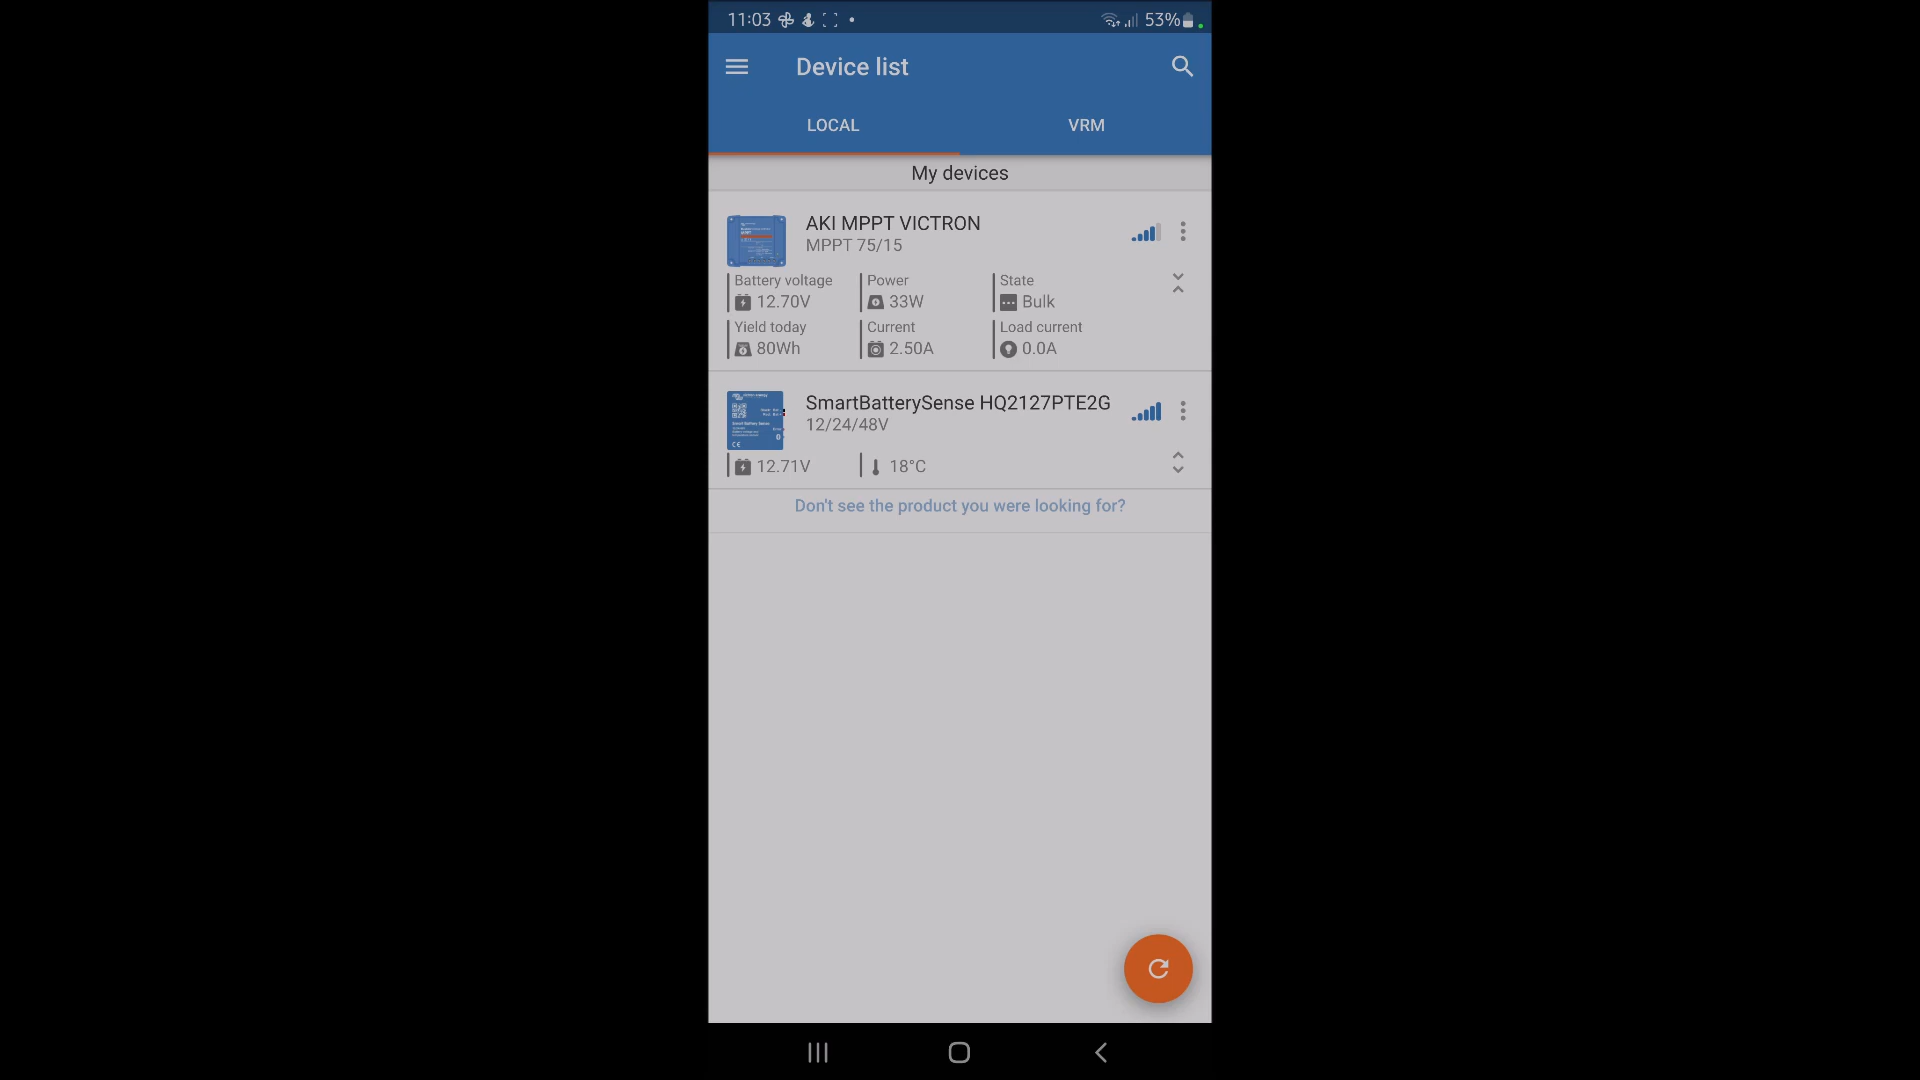 11:03 53%
Device list
LOCAL VRM
My devices
AKI MPPT VICTRON
MPPT 75/15
Battery voltage Power State
12.70V 33W Bulk
Yield today Current Load current
80Wh 2.50A 0.0A
SmartBatterySense HQ2127PTE2G
12/24/48V
12.71V 18°C
Don't see the product you were looking for?